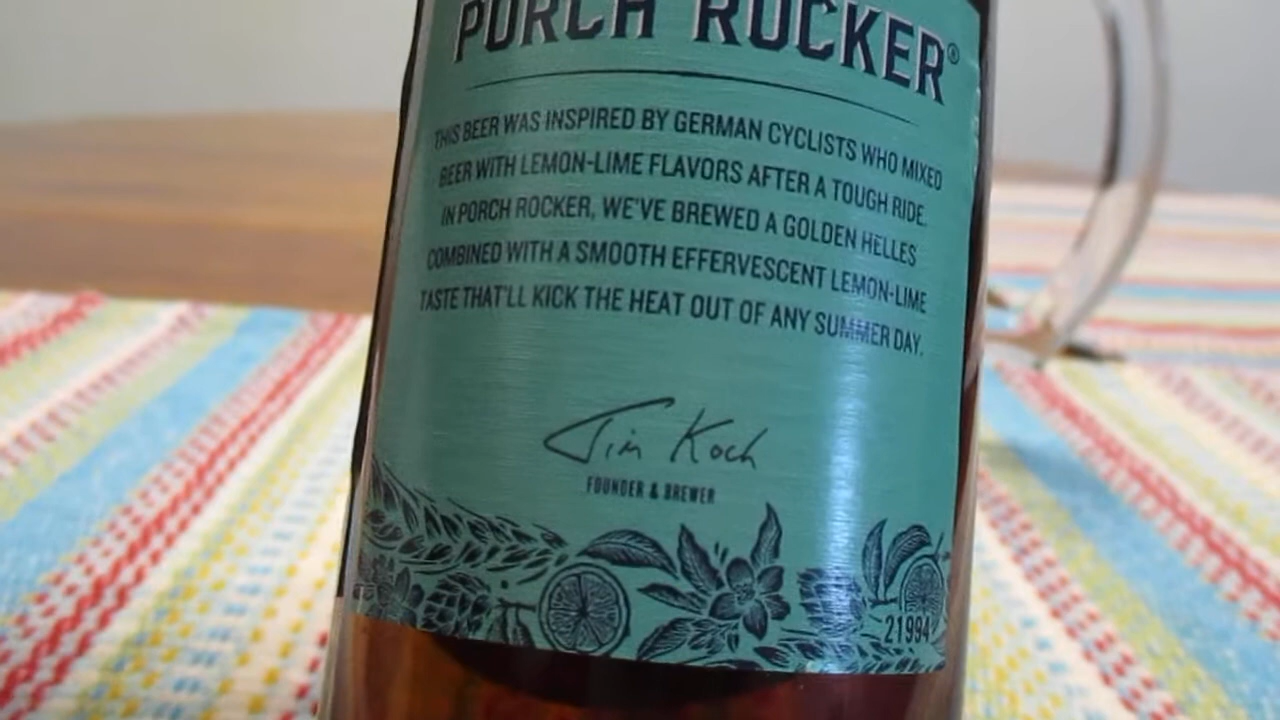 PORCH ROCKER®
THIS BEER WAS INSPIRED BY GERMAN CYCLISTS WHO MIXED
BEER WITH LEMON-LIME FLAVORS AFTER A TOUGH RIDE.
IN PORCH ROCKER, WE'VE BREWED A GOLDEN HELLES
COMBINED WITH A SMOOTH EFFERVESCENT LEMON-LIME
TASTE THAT'LL KICK THE HEAT OUT OF ANY SUMMER DAY.
Jim Koch
FOUNDER & BREWER
21994